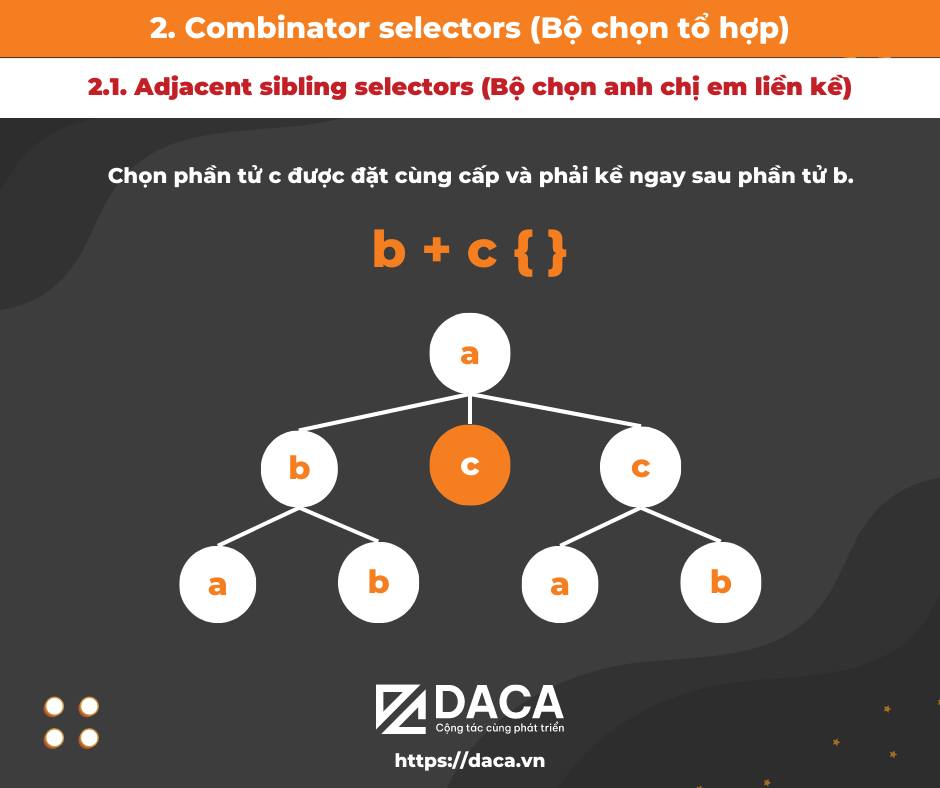 2. Combinator selectors (Bộ chọn tổ hợp)
2.1. Adjacent sibling selectors (Bộ chọn anh chị em liền kề)
Chọn phần tử c được đặt cùng cấp và phải kề ngay sau phần tử b.
b + c { }
a
b c c
a b a b
DACA
Cộng tác cùng phát triển
https://daca.vn